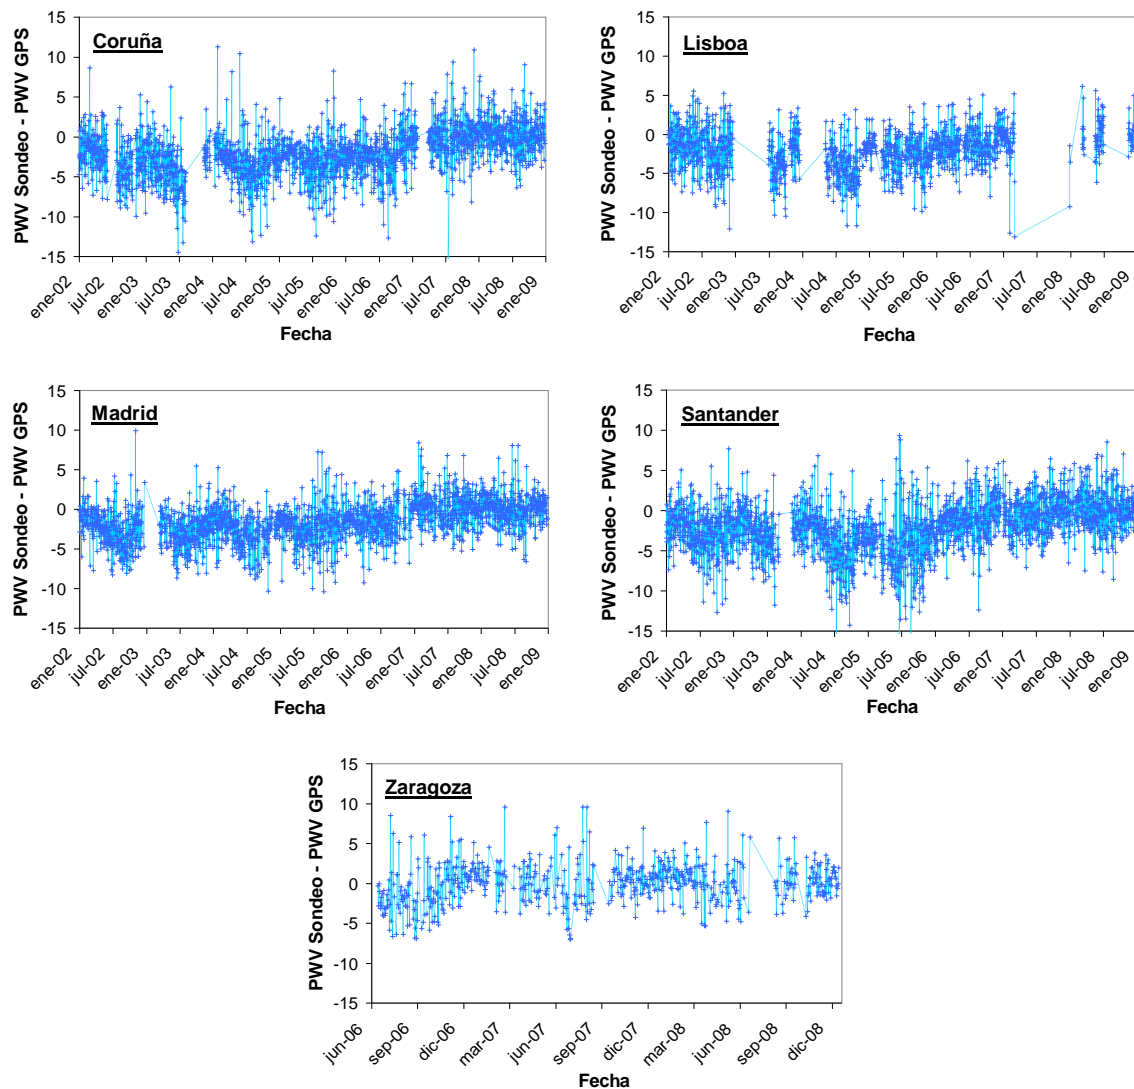 Coruña
PWV Sondeo - PWV GPS
15
10
5
0
-5
-10
-15
ene-02
jul-02
ene-03
jul-03
ene-04
jul-04
ene-05
jul-05
ene-06
jul-06
ene-07
jul-07
ene-08
jul-08
ene-09
Fecha
Lisboa
PWV Sondeo - PWV GPS
15
10
5
0
-5
-10
-15
ene-02
jul-02
ene-03
jul-03
ene-04
jul-04
ene-05
jul-05
ene-06
jul-06
ene-07
jul-07
ene-08
jul-08
ene-09
Fecha
Madrid
PWV Sondeo - PWV GPS
15
10
5
0
-5
-10
-15
ene-02
jul-02
ene-03
jul-03
ene-04
jul-04
ene-05
jul-05
ene-06
jul-06
ene-07
jul-07
ene-08
jul-08
ene-09
Fecha
Santander
PWV Sondeo - PWV GPS
15
10
5
0
-5
-10
-15
ene-02
jul-02
ene-03
jul-03
ene-04
jul-04
ene-05
jul-05
ene-06
jul-06
ene-07
jul-07
ene-08
jul-08
ene-09
Fecha
Zaragoza
PWV Sondeo - PWV GPS
15
10
5
0
-5
-10
-15
jun-06
sep-06
dic-06
mar-07
jun-07
sep-07
dic-07
mar-08
jun-08
sep-08
dic-08
Fecha